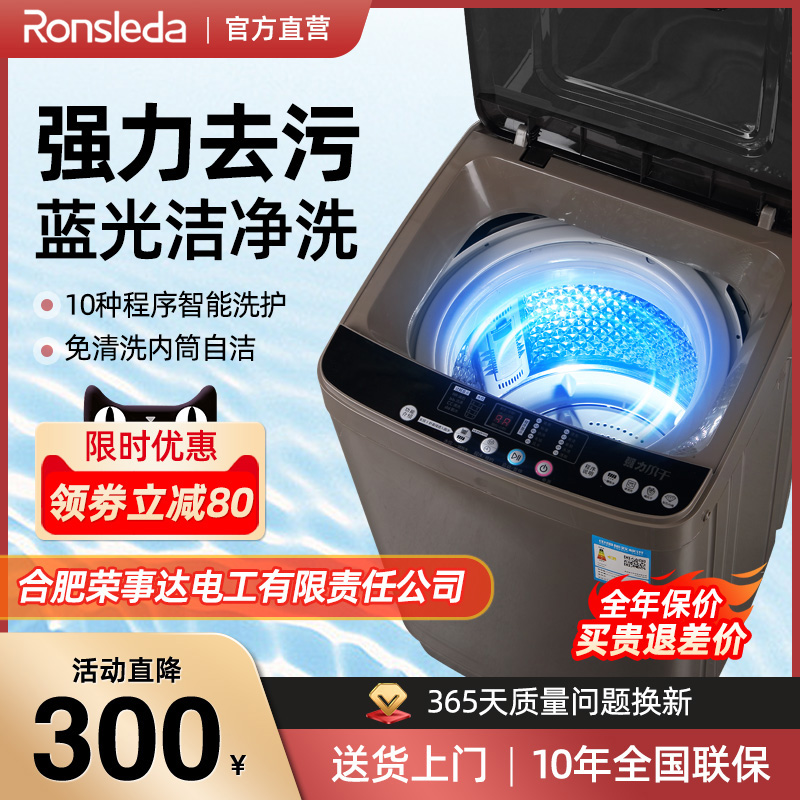 Ronsleda | 官方直营
强力去污
蓝光洁净洗
10种程序智能洗护
免清洗内筒自洁
限时优惠
领券立减80
合肥荣事达电工有限责任公司
全年保价
买贵退差价
活动直降
300¥
365天质量问题换新
送货上门 | 10年全国联保